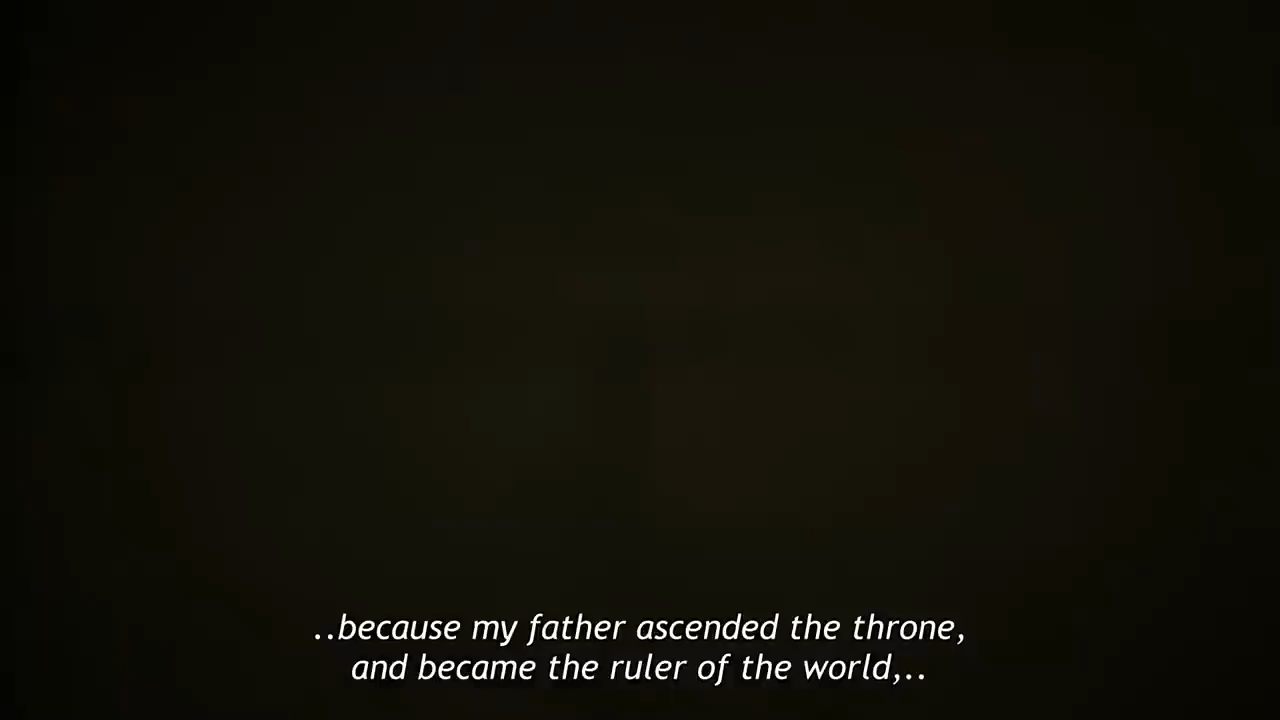 ..because my father ascended the throne,
and became the ruler of the world,..